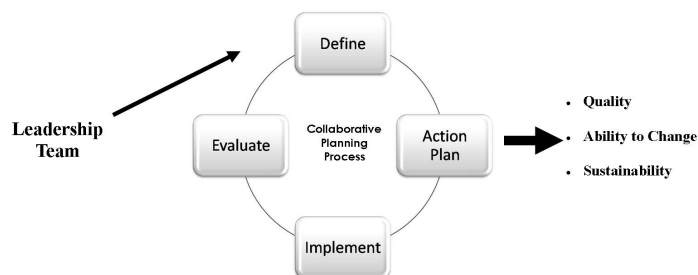 Define
Leadership
Team
Evaluate
Collaborative
Planning
Process
Action
Plan
Implement
• Quality
• Ability to Change
• Sustainability